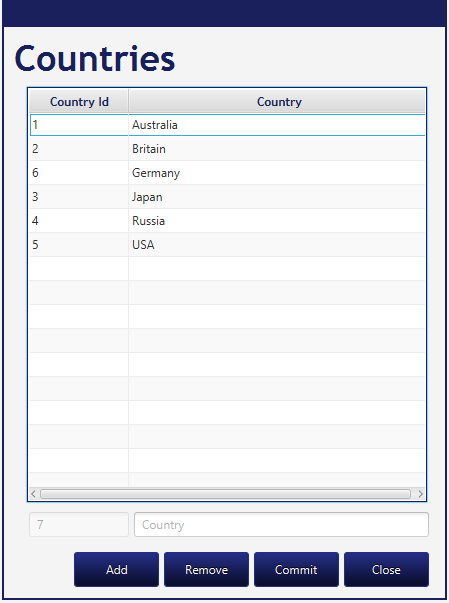 Countries
Country Id Country
1 Australia
2 Britain
6 Germany
3 Japan
4 Russia
5 USA
7 Country
Add Remove Commit Close